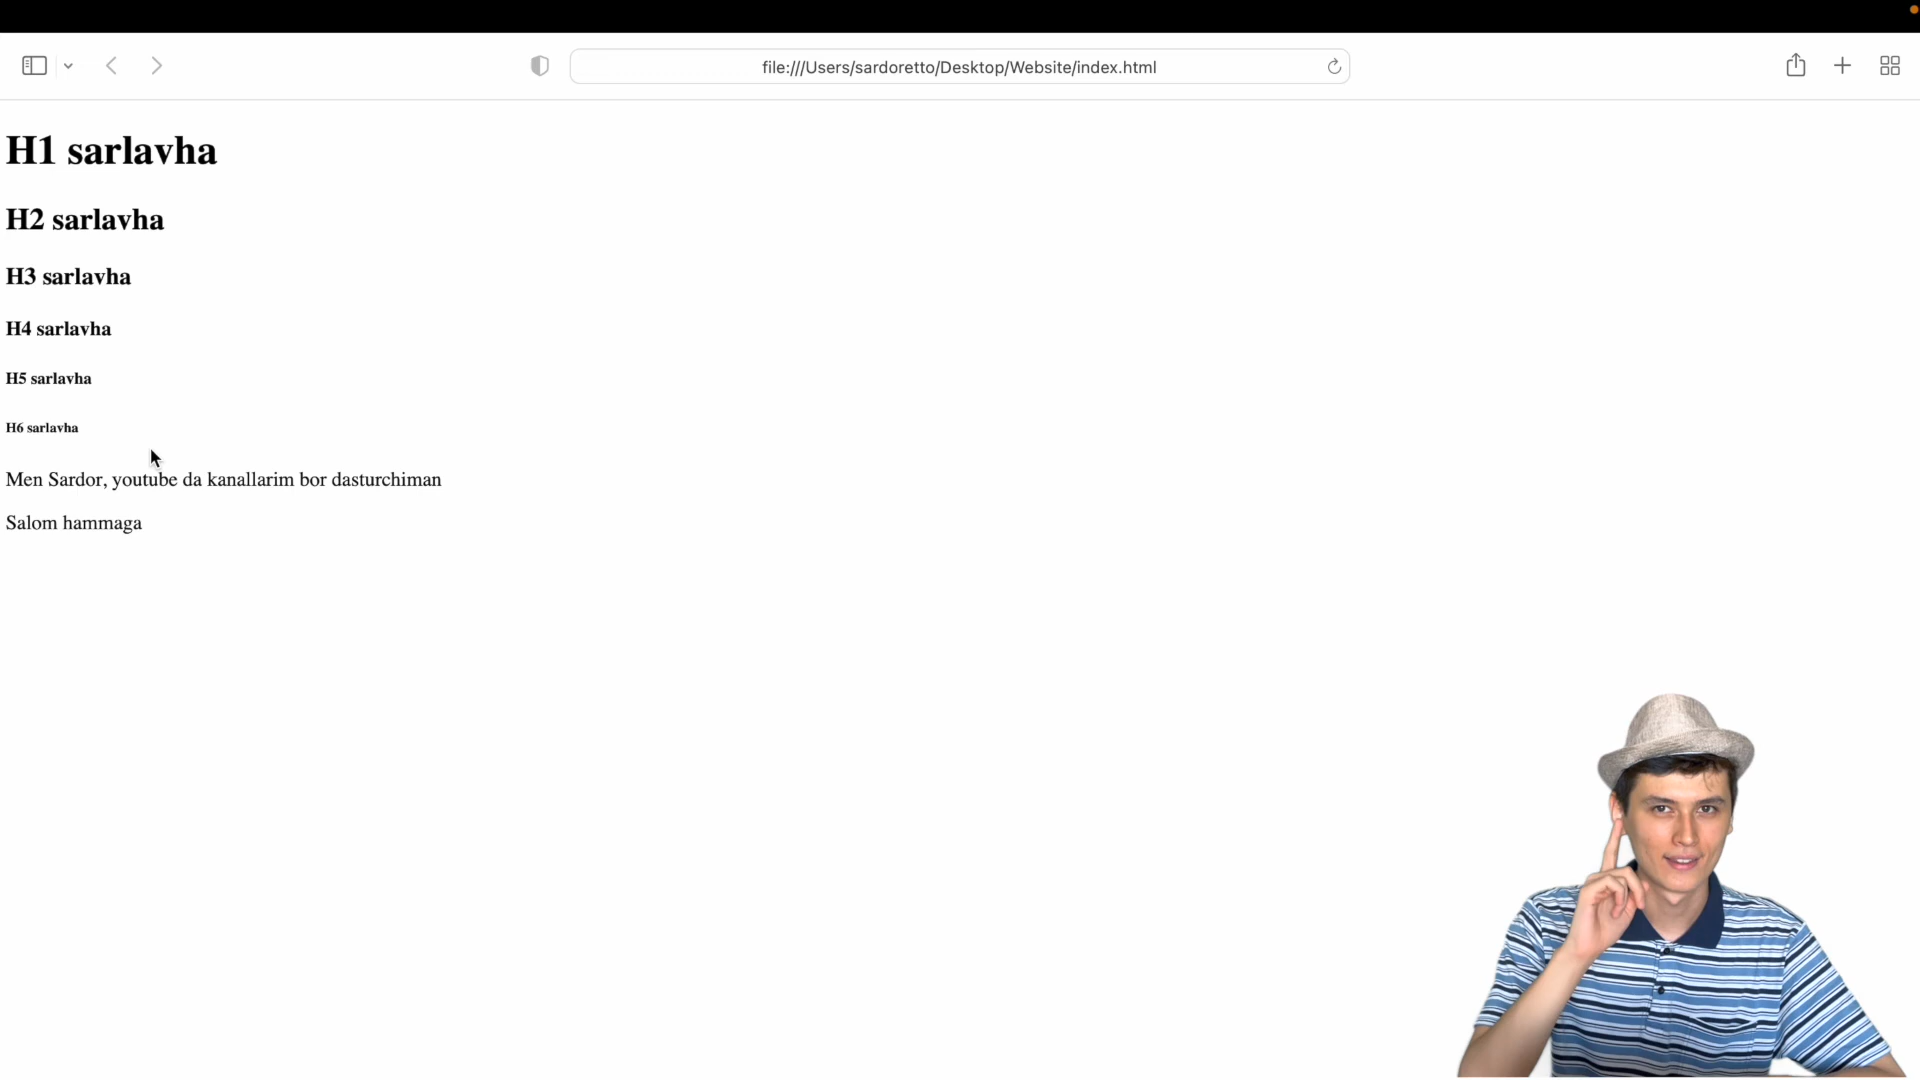 file:///Users/sardoretto/Desktop/Website/index.html
H1 sarlavha
H2 sarlavha
H3 sarlavha
H4 sarlavha
H5 sarlavha
H6 sarlavha
Men Sardor, youtube da kanallarim bor dasturchiman
Salom hammaga